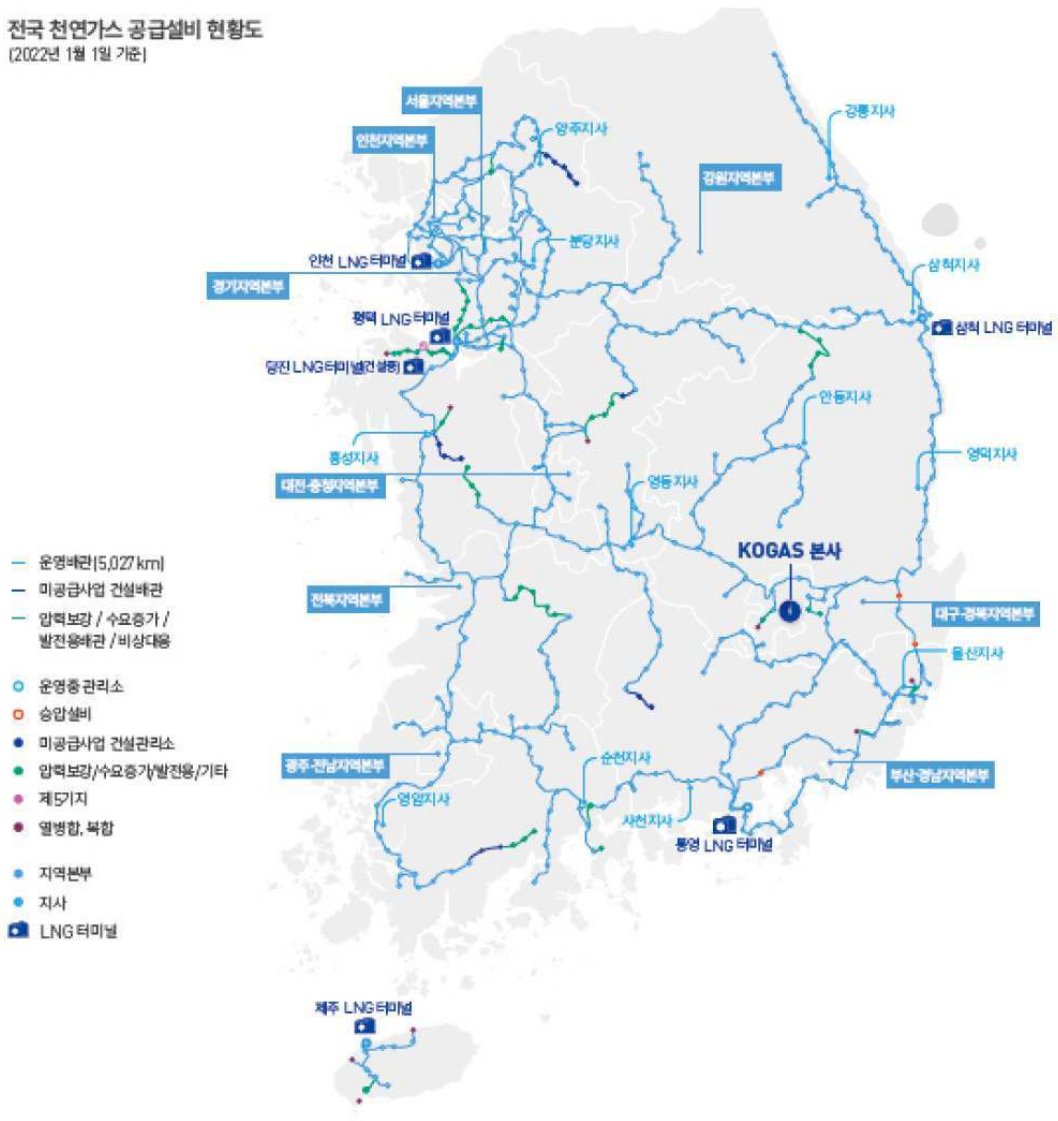 전국 천연가스 공급설비 현황도
(2022년 1월 1일 기준)
서울지역본부
양주지사
강릉지사
인천지역본부
강원지역본부
분당지사
인천 LNG터미널
삼척지사
경기지역본부
평택 LNG터미널
삼척 LNG 터미널
당진 LNG터미널(건설중)
안동지사
홍성지사
영덕지사
대전·충청지역본부
영동지사
KOGAS 본사
운영배관(5,027km)
미공급사업 건설배관
압력보강 / 수요증가 /
발전용배관 / 비상대응
전북지역본부
대구·경북지역본부
울산지사
운영중 관리소
승압설비
미공급사업 건설관리소
압력보강/수요증가/발전용/기타
제5기지
열병합, 복합
광주·전남지역본부
순천지사
부산·경남지역본부
영암지사
사천지사
통영 LNG 터미널
지역본부
지사
LNG 터미널
제주 LNG터미널